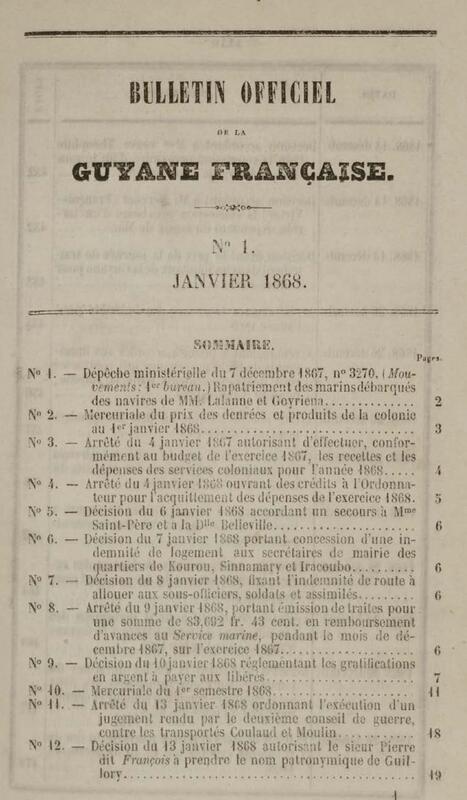 BULLETIN OFFICIEL
DE LA
GUYANE FRANÇAISE.
N° 1.
JANVIER 1868.
SOMMAIRE.
Pages.
N° 1. — Dépêche ministérielle du 7 décembre 1867, n° 3270. (Mou-
vements : 1er bureau.) Rapatriement des marins débarqués
des navires de MM. Lalanne et Goyriena............ 2
N° 2. — Mercuriale du prix des denrées et produits de la colonie
au 1er janvier 1868.............................. 3
N° 3. — Arrêté du 4 janvier 1867 autorisant d'effectuer, confor-
mément au budget de l'exercice 1867, les recettes et les
dépenses des services coloniaux pour l'année 1868..... 4
N° 4. — Arrêté du 4 janvier 1868 ouvrant des crédits à l'Ordonna-
teur pour l'acquittement des dépenses de l'exercice 1868. 5
N° 5. — Décision du 6 janvier 1868 accordant un secours à Mme
Saint-Père et a la Dlle Belleville.................... 6
N° 6. — Décision du 7 janvier 1868 portant concession d'une in-
demnité de logement aux secrétaires de mairie des
quartiers de Kourou, Sinnamary et Iracoubo......... 6
N° 7. — Décision du 8 janvier 1868, fixant l'indemnité de route à
allouer aux sous-officiers, soldats et assimilés......... 6
N° 8. — Arrêté du 9 janvier 1868, portant émission de traites pour
une somme de 83,692 fr. 43 cent. en remboursement
d'avances au Service marine, pendant le mois de dé-
cembre 1867, sur l'exercice 1867................... 6
N° 9. — Décision du 10 janvier 1868 réglementant les gratifications
en argent à payer aux libérés...................... 7
N° 10. — Mercuriale du 1er semestre 1868.................... 11
N° 11. — Arrêté du 13 janvier 1868 ordonnant l'exécution d'un
jugement rendu par le deuxième conseil de guerre,
contre les transportés Coulaud et Moulin........... 18
N° 12. — Décision du 13 janvier 1868 autorisant le sieur Pierre
dit François à prendre le nom patronymique de Guil-
lory........................................... 19
1